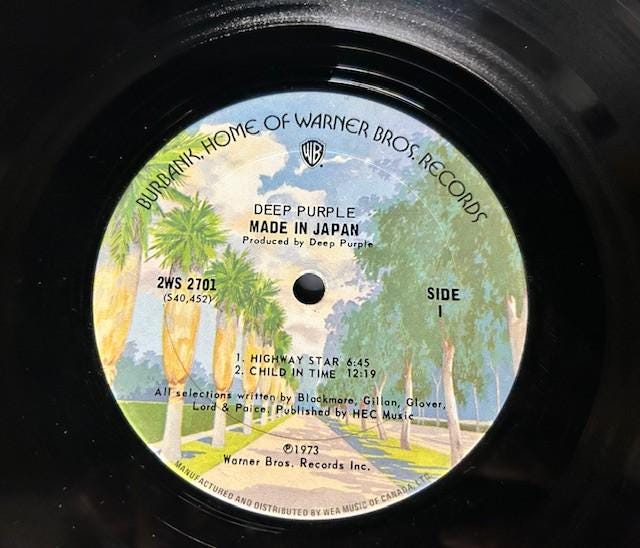 BURBANK, HOME OF WARNER BROS. RECORDS
WB
DEEP PURPLE
MADE IN JAPAN
Produced by Deep Purple
2WS 2701
(S40,452)
SIDE
1
1. HIGHWAY STAR 6:45
2. CHILD IN TIME 12:19
All selections written by Blackmore, Gillan, Glover,
Lord & Paice. Published by HEC Music
℗1973
Warner Bros. Records Inc.
MANUFACTURED AND DISTRIBUTED BY WEA MUSIC OF CANADA, LTD.